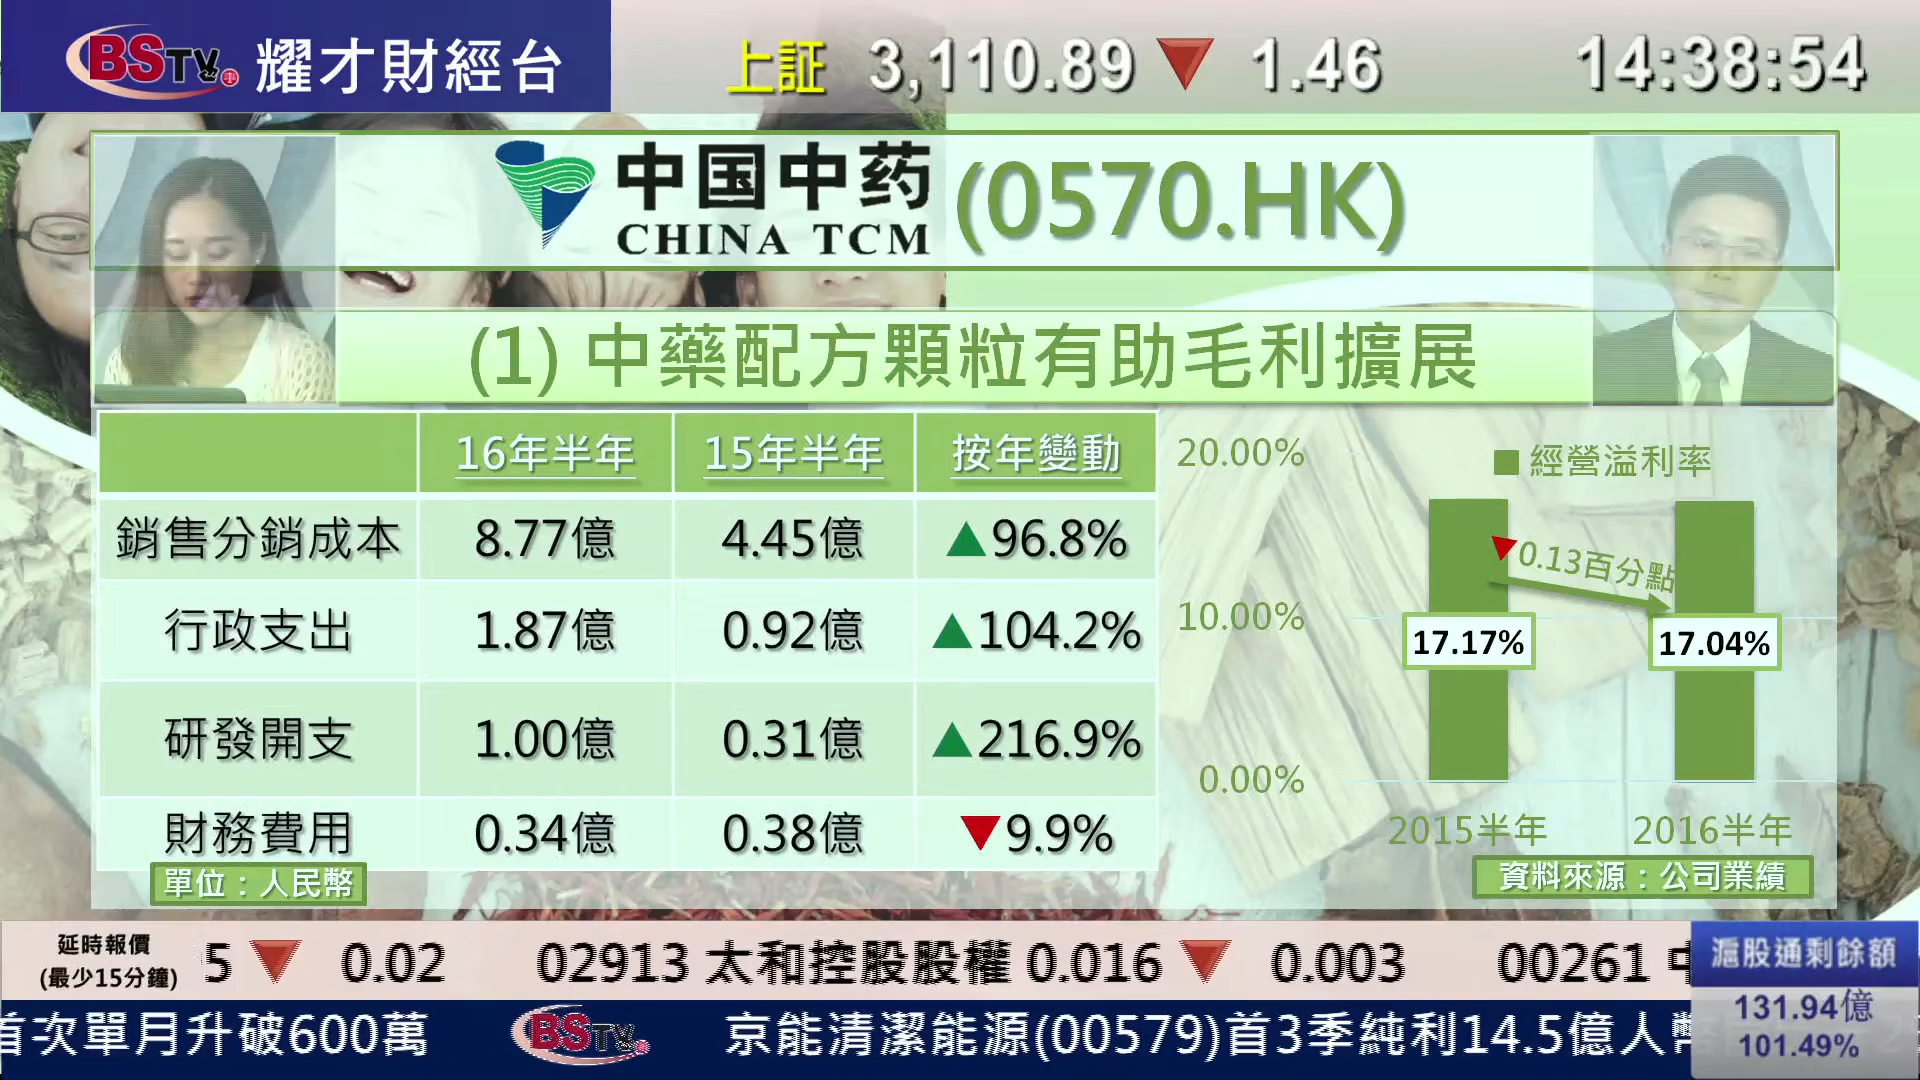 BSTV 耀才財經台
上証 3,110.89 ▼ 1.46 14:38:54
中国中药 CHINA TCM (0570.HK)
(1) 中藥配方顆粒有助毛利擴展
16年半年 15年半年 按年變動
銷售分銷成本 8.77億 4.45億 ▲96.8%
行政支出 1.87億 0.92億 ▲104.2%
研發開支 1.00億 0.31億 ▲216.9%
財務費用 0.34億 0.38億 ▼9.9%
單位：人民幣
20.00%
10.00%
0.00%
經營溢利率
▼0.13百分點
17.17% 17.04%
2015半年 2016半年
資料來源：公司業績
延時報價
(最少15分鐘)
5 ▼ 0.02 02913 太和控股股權 0.016 ▼ 0.003 00261
滬股通剩餘額
131.94億
101.49%
首次單月升破600萬 BSTV 京能清潔能源(00579)首3季純利14.5億人幣